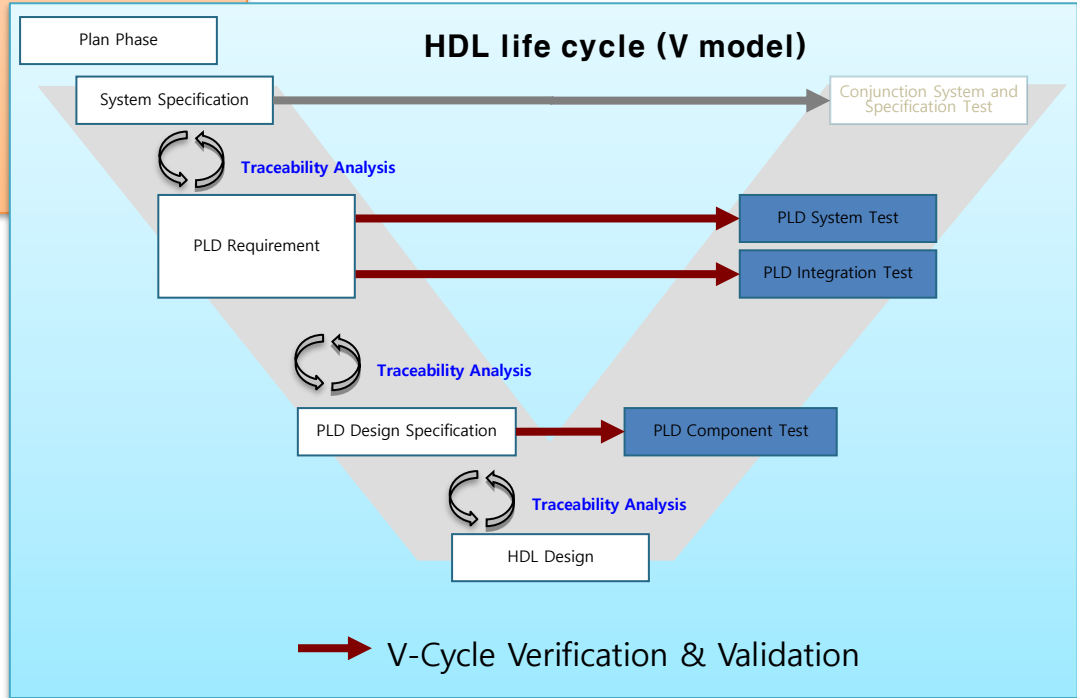 Plan Phase
HDL life cycle (V model)
System Specification
Conjunction System and
Specification Test
Traceability Analysis
PLD Requirement
PLD System Test
PLD Integration Test
Traceability Analysis
PLD Design Specification
PLD Component Test
Traceability Analysis
HDL Design
V-Cycle Verification & Validation